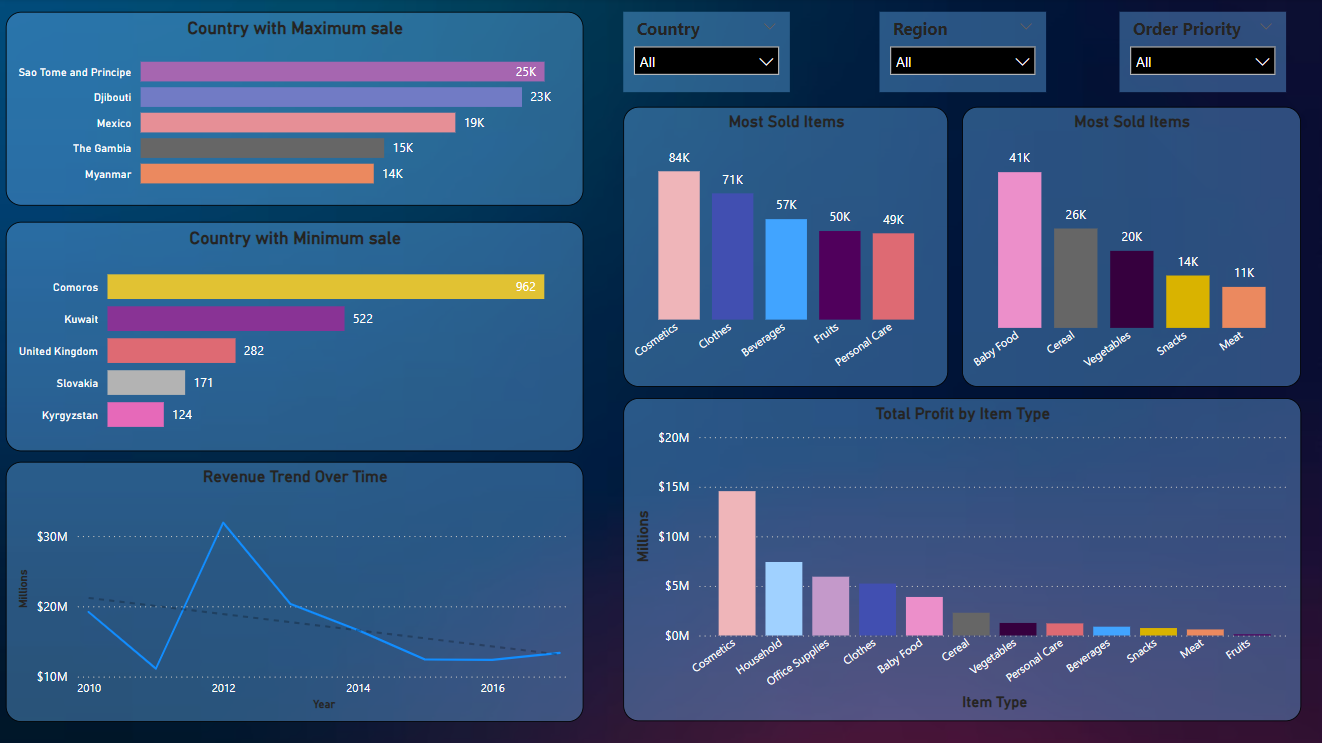 Country with Maximum sale
Sao Tome and Principe 25K
Djibouti 23K
Mexico 19K
The Gambia 15K
Myanmar 14K
Country with Minimum sale
Comoros 962
Kuwait 522
United Kingdom 282
Slovakia 171
Kyrgyzstan 124
Revenue Trend Over Time
Millions
$30M
$20M
$10M
2010 2012 2014 2016
Year
Country
All
Region
All
Order Priority
All
Most Sold Items
84K 71K 57K 50K 49K
Cosmetics Clothes Beverages Fruits Personal Care
Most Sold Items
41K 26K 20K 14K 11K
Baby Food Cereal Vegetables Snacks Meat
Total Profit by Item Type
Millions
$20M
$15M
$10M
$5M
$0M
Cosmetics Household Office Supplies Clothes Baby Food Cereal Vegetables Personal Care Beverages Snacks Meat Fruits
Item Type